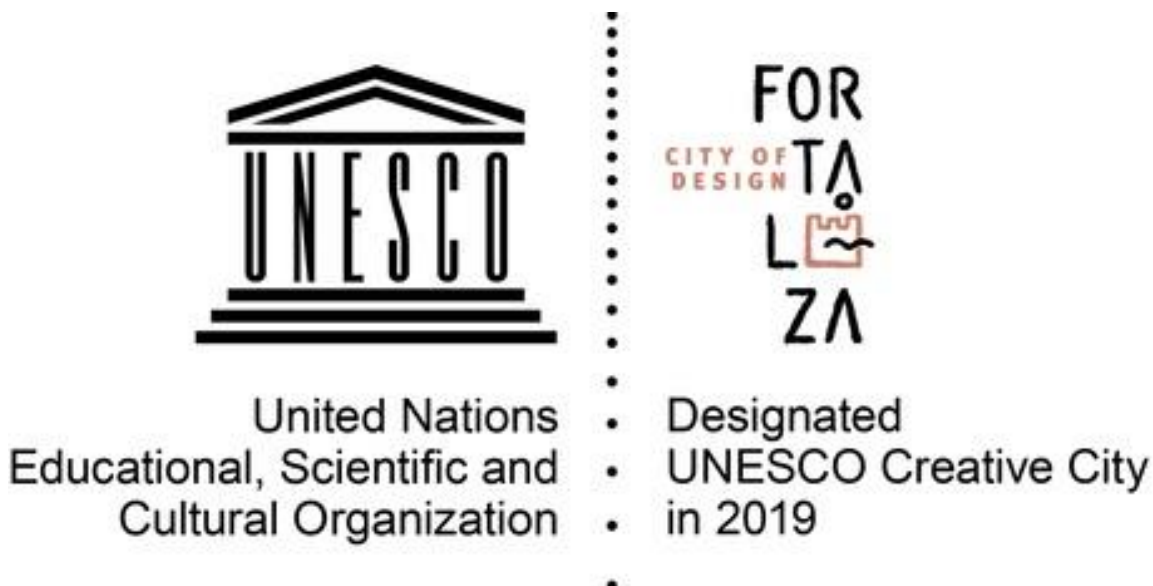 UNESCO
United Nations
Educational, Scientific and
Cultural Organization
FOR
CITY OF
DESIGN
TA
L
ZA
Designated
UNESCO Creative City
in 2019